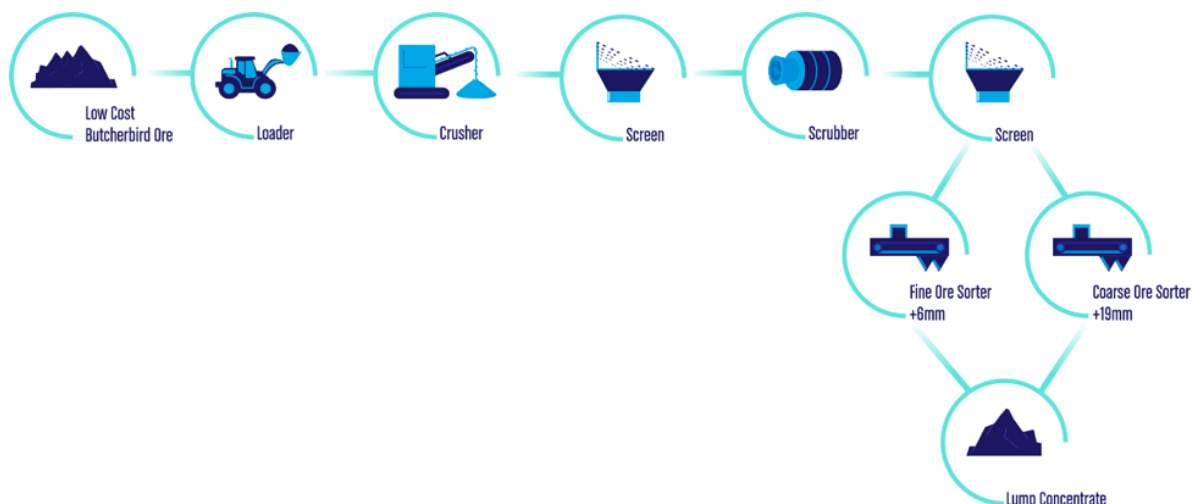 Low Cost
Butcherbird Ore
Loader
Crusher
Screen
Scrubber
Screen
Fine Ore Sorter
+6mm
Coarse Ore Sorter
+19mm
Lump Concentrate